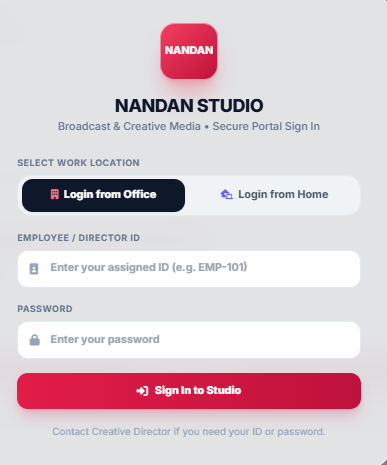 NANDAN
NANDAN STUDIO
Broadcast & Creative Media • Secure Portal Sign In
SELECT WORK LOCATION
Login from Office
Login from Home
EMPLOYEE / DIRECTOR ID
Enter your assigned ID (e.g. EMP-101)
PASSWORD
Enter your password
Sign In to Studio
Contact Creative Director if you need your ID or password.